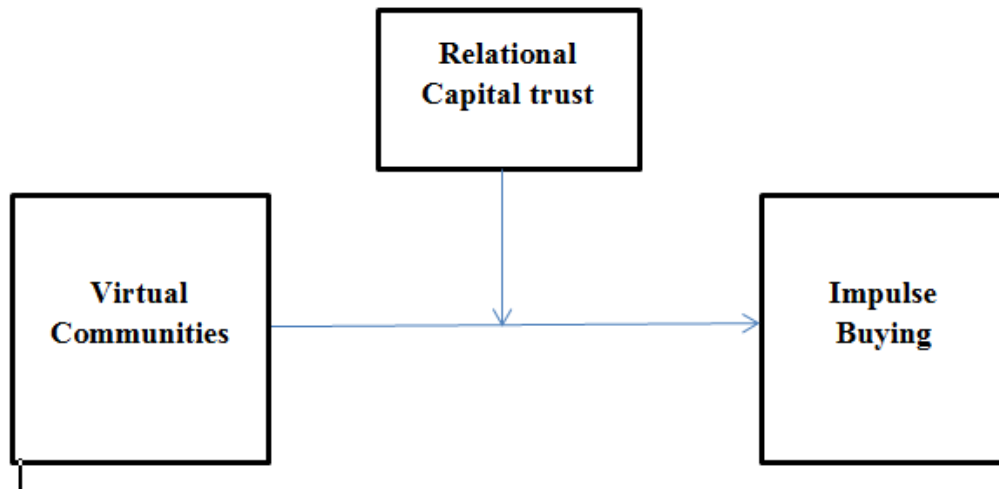 Relational
Capital trust
Virtual
Communities
Impulse
Buying